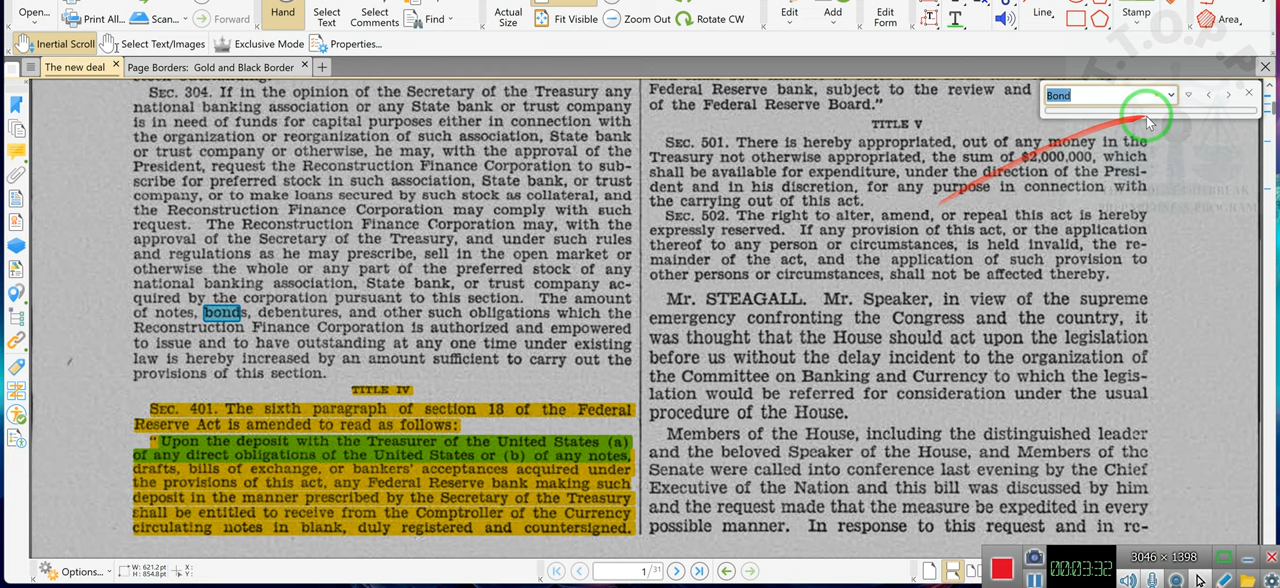 Open...
Print All...
Scan...
Forward
Hand
Select Text
Select Comments
Find
Actual Size
Fit Visible
Zoom Out
Rotate CW
Edit
Add
Edit Form
Line,
Stamp
Area,
Inertial Scroll
Select Text/Images
Exclusive Mode
Properties...
The new deal
Page Borders: Gold and Black Border
Bond
SEC. 304. If in the opinion of the Secretary of the Treasury any
national banking association or any State bank or trust company
is in need of funds for capital purposes either in connection with
the organization or reorganization of such association, State bank
or trust company or otherwise, he may, with the approval of the
President, request the Reconstruction Finance Corporation to sub-
scribe for preferred stock in such association, State bank, or trust
company, or to make loans secured by such stock as collateral, and
the Reconstruction Finance Corporation may comply with such
request. The Reconstruction Finance Corporation may, with the
approval of the Secretary of the Treasury, and under such rules
and regulations as he may prescribe, sell in the open market or
otherwise the whole or any part of the preferred stock of any
national banking association, State bank, or trust company ac-
quired by the corporation pursuant to this section. The amount
of notes, bonds, debentures, and other such obligations which the
Reconstruction Finance Corporation is authorized and empowered
to issue and to have outstanding at any one time under existing
law is hereby increased by an amount sufficient to carry out the
provisions of this section.
TITLE IV
SEC. 401. The sixth paragraph of section 18 of the Federal
Reserve Act is amended to read as follows:
"Upon the deposit with the Treasurer of the United States (a)
of any direct obligations of the United States or (b) of any notes,
drafts, bills of exchange, or bankers' acceptances acquired under
the provisions of this act, any Federal Reserve bank making such
deposit in the manner prescribed by the Secretary of the Treasury
shall be entitled to receive from the Comptroller of the Currency
circulating notes in blank, duly registered and countersigned.
Federal Reserve bank, subject to the review and
of the Federal Reserve Board."
TITLE V
SEC. 501. There is hereby appropriated, out of any money in the
Treasury not otherwise appropriated, the sum of $2,000,000, which
shall be available for expenditure, under the direction of the Presi-
dent and in his discretion, for any purpose in connection with
the carrying out of this act.
SEC. 502. The right to alter, amend, or repeal this act is hereby
expressly reserved. If any provision of this act, or the application
thereof to any person or circumstances, is held invalid, the re-
mainder of the act, and the application of such provision to
other persons or circumstances, shall not be affected thereby.
Mr. STEAGALL. Mr. Speaker, in view of the supreme
emergency confronting the Congress and the country, it
was thought that the House should act upon the legislation
before us without the delay incident to the organization of
the Committee on Banking and Currency to which the legis-
lation would be referred for consideration under the usual
procedure of the House.
Members of the House, including the distinguished leader
and the beloved Speaker of the House, and Members of the
Senate were called into conference last evening by the Chief
Executive of the Nation and this bill was discussed by him
and the request made that the measure be expedited in every
possible manner. In response to this request and in re-
Options...
W: 621.2pt
H: 854.8pt
X:
Y:
1/31
3046 × 1398
00:03:32